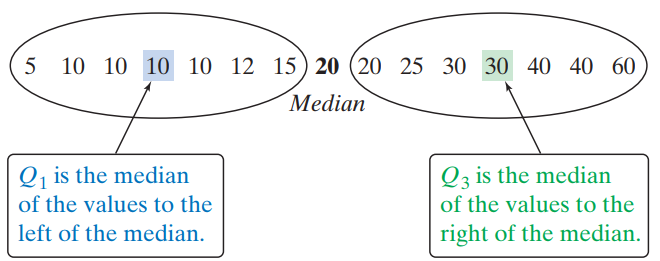 5 10 10 10 10 12 15 20 20 25 30 30 40 40 60
Median
Q₁ is the median
of the values to the
left of the median.
Q₃ is the median
of the values to the
right of the median.